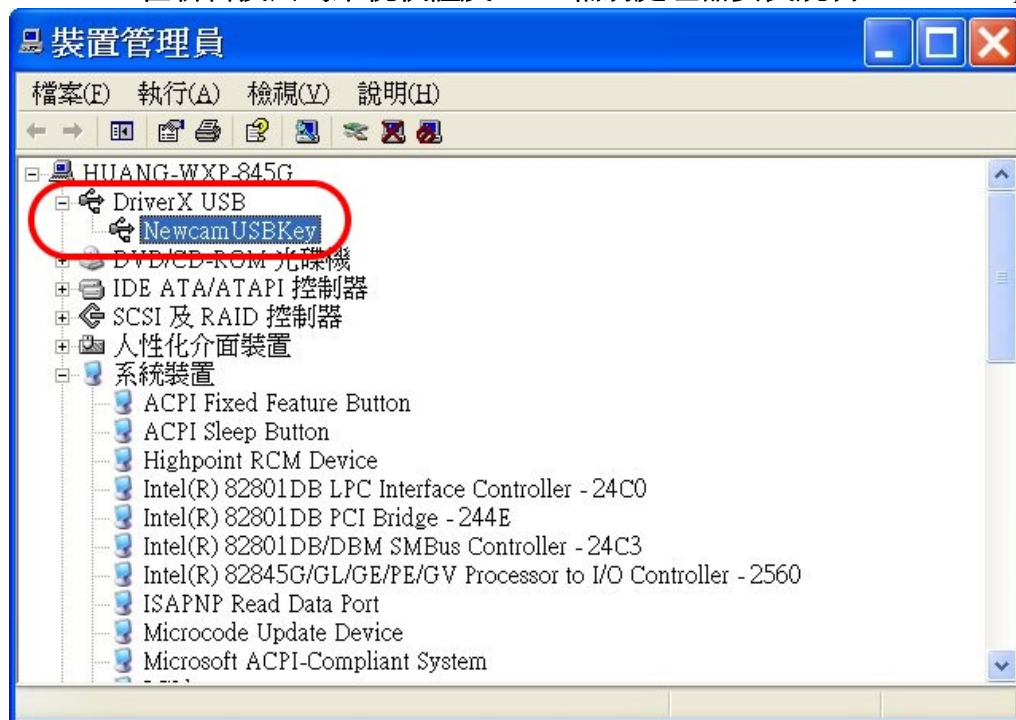 裝置管理員
檔案(F) 執行(A) 檢視(V) 說明(H)
HUANG-WXP-845G
DriverX USB
NewcamUSBKey
DVD/CD-ROM 光碟機
IDE ATA/ATAPI 控制器
SCSI 及 RAID 控制器
人性化介面裝置
系統裝置
ACPI Fixed Feature Button
ACPI Sleep Button
Highpoint RCM Device
Intel(R) 82801DB LPC Interface Controller - 24C0
Intel(R) 82801DB PCI Bridge - 244E
Intel(R) 82801DB/DBM SMBus Controller - 24C3
Intel(R) 82845G/GL/GE/PE/GV Processor to I/O Controller - 2560
ISAPNP Read Data Port
Microcode Update Device
Microsoft ACPI-Compliant System